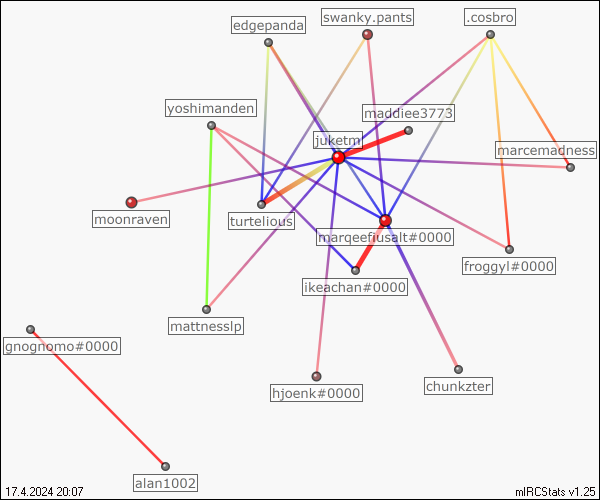 swanky.pants
.cosbro
edgepanda
yoshimanden
maddiee3773
juketm
marcemadness
moonraven
turtelious
marqeefiusalt#0000
froggyl#0000
ikeachan#0000
mattnesslp
gnognomo#0000
hjoenk#0000
chunkzter
alan1002
17.4.2024 20:07
mIRCStats v1.25